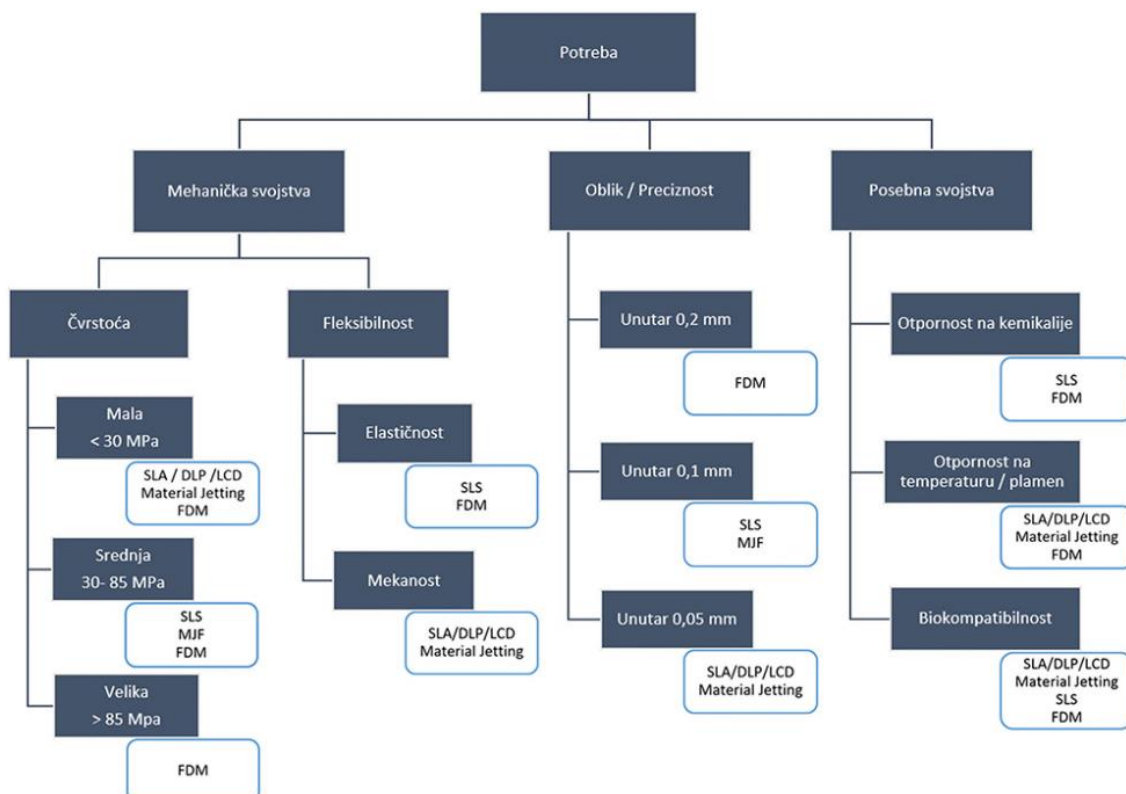 Potreba
Mehanička svojstva
Čvrstoća
Mala
< 30 MPa
SLA / DLP /LCD
Material Jetting
FDM
Srednja
30- 85 MPa
SLS
MJF
FDM
Velika
> 85 Mpa
FDM
Fleksibilnost
Elastičnost
SLS
FDM
Mekanost
SLA/DLP/LCD
Material Jetting
Oblik / Preciznost
Unutar 0,2 mm
FDM
Unutar 0,1 mm
SLS
MJF
Unutar 0,05 mm
SLA/DLP/LCD
Material Jetting
Posebna svojstva
Otpornost na kemikalije
SLS
FDM
Otpornost na
temperaturu / plamen
SLA/DLP/LCD
Material Jetting
FDM
Biokompatibilnost
SLA/DLP/LCD
Material Jetting
SLS
FDM